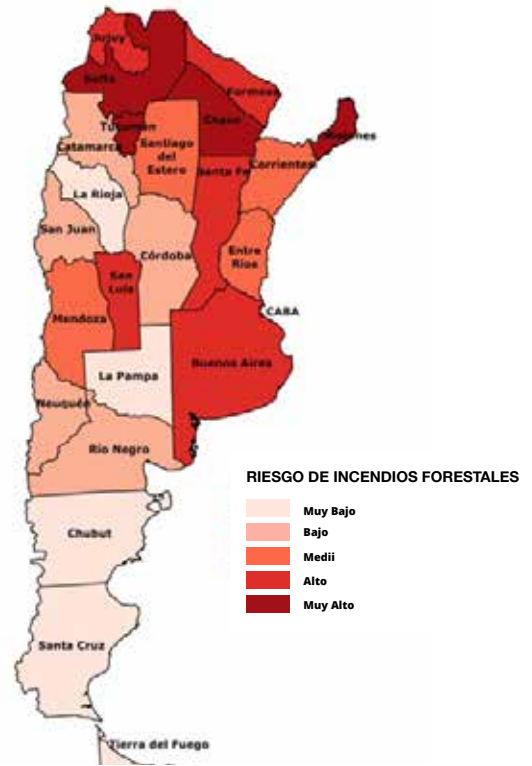 Jujuy
Salta
Formosa
Chaco
Tucumán
Misiones
Catamarca
Santiago
del
Estero
Corrientes
Santa Fe
La Rioja
San Juan
Córdoba
Entre
Ríos
San
Luis
CABA
Mendoza
Buenos Aires
La Pampa
Neuquén
Río Negro
RIESGO DE INCENDIOS FORESTALES
Muy Bajo
Bajo
Medii
Alto
Muy Alto
Chubut
Santa Cruz
Tierra del Fuego